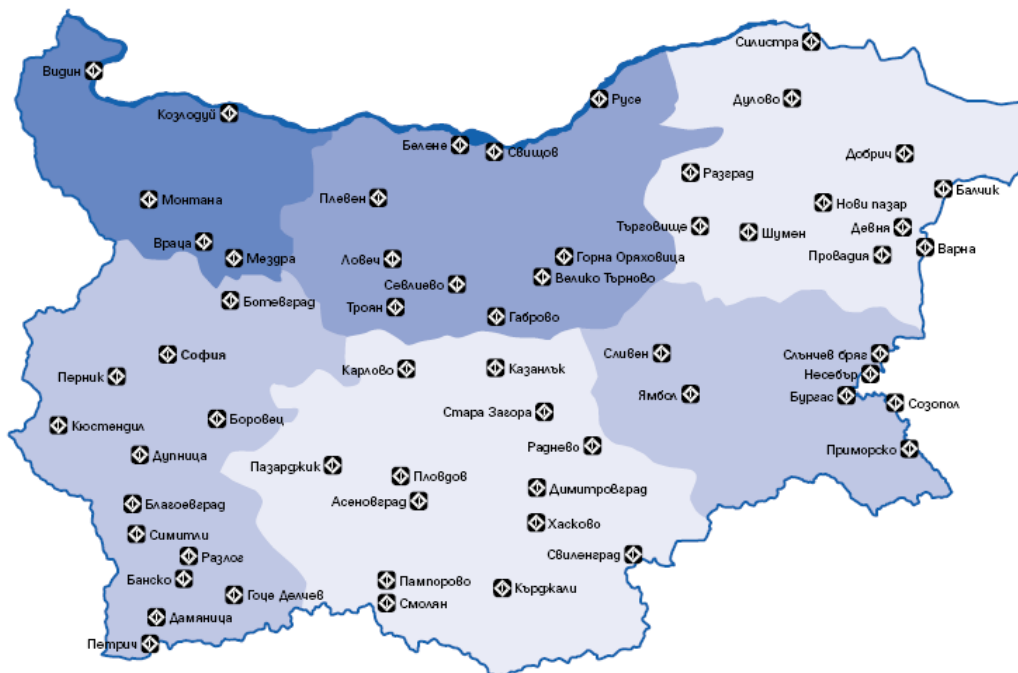 Силистра
Видин
Дулово
Русе
Козлодуй
Белене
Свищов
Добрич
Разград
Балчик
Монтана
Плевен
Нови пазар
Търговище
Шумен
Девня
Враца
Варна
Мездра
Ловеч
Горна Оряховица
Провадия
Севлиево
Велико Търново
Ботевград
Троян
Габрово
София
Сливен
Слънчев бряг
Перник
Карлово
Казанлък
Несебър
Ямбол
Бургас
Созопол
Стара Загора
Боровец
Кюстендил
Раднево
Приморско
Дупница
Пазарджик
Пловдов
Димитровград
Асеновград
Благоевград
Хасково
Симитли
Свиленград
Разлог
Банско
Пампорово
Кърджали
Гоце Делчев
Смолян
Дамяница
Петрич